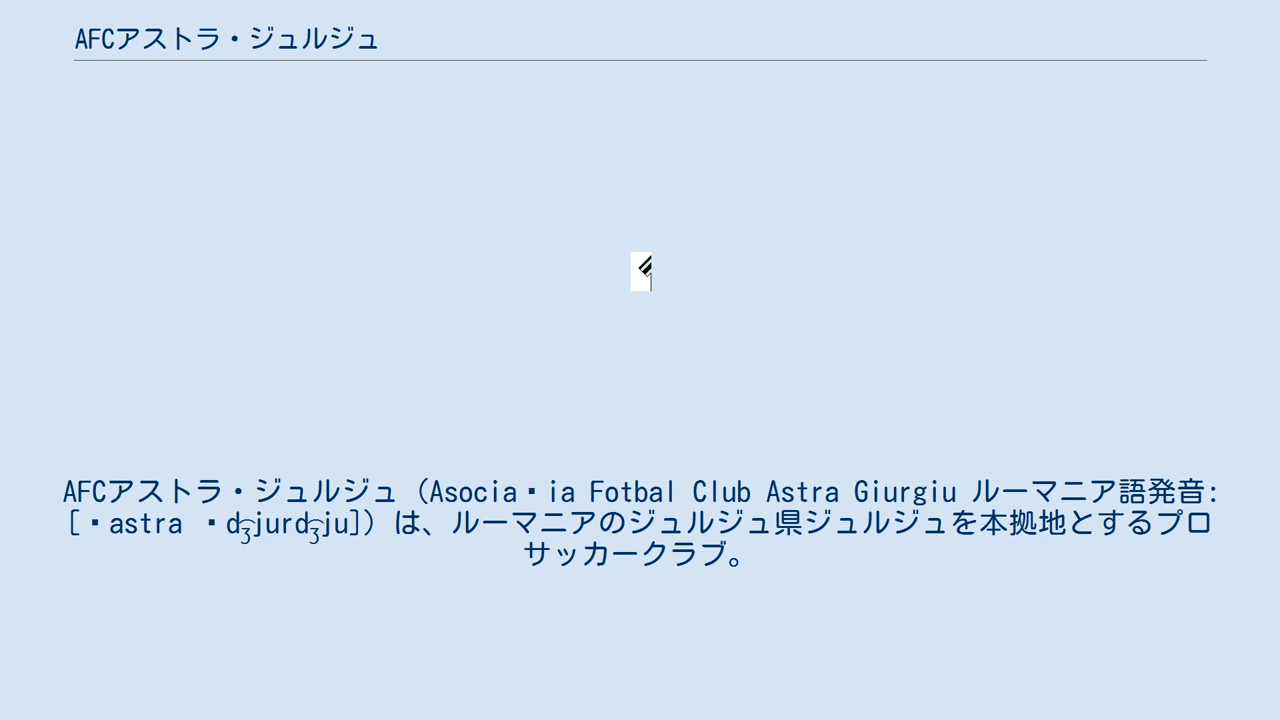 AFCアストラ・ジュルジュ
AFCアストラ・ジュルジュ（Asocia▪ia Fotbal Club Astra Giurgiu ルーマニア語発音:
[▪astra ▪d͡ʒjurd͡ʒju]）は、ルーマニアのジュルジュ県ジュルジュを本拠地とするプロ
サッカークラブ。